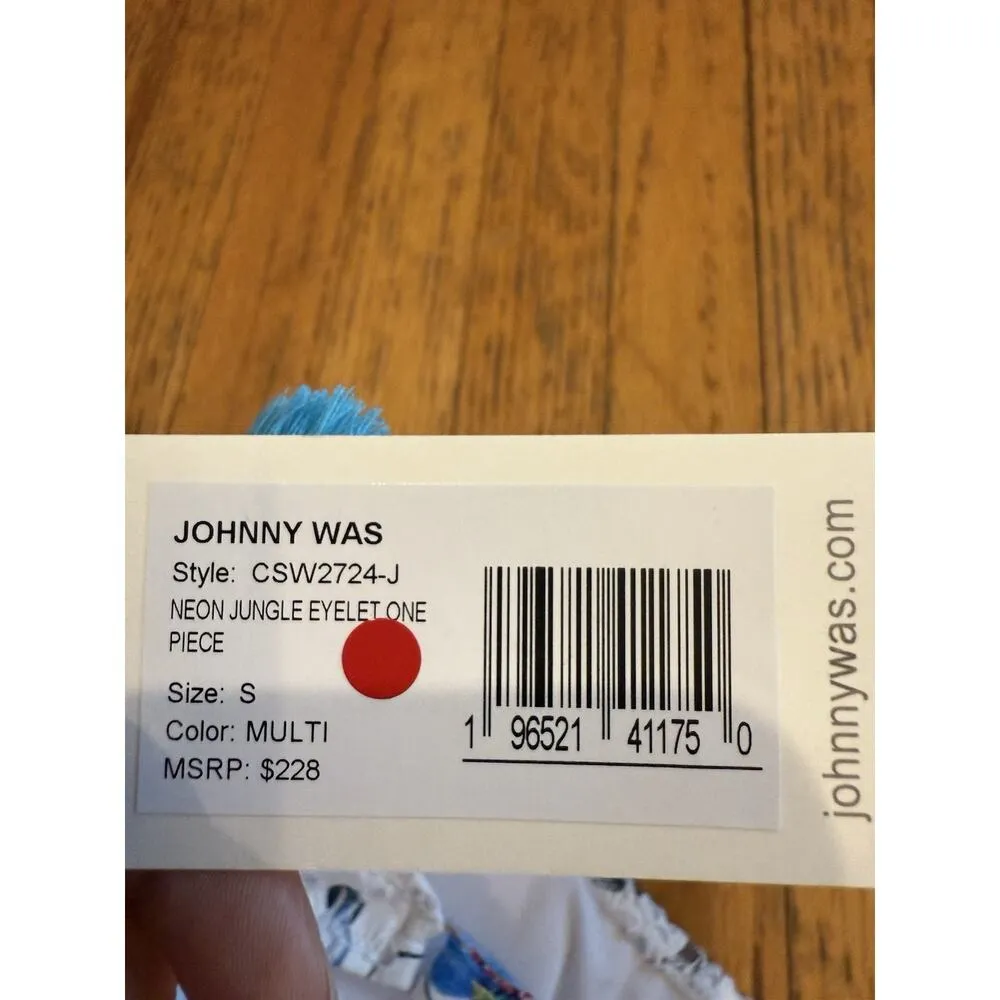 JOHNNY WAS
Style: CSW2724-J
NEON JUNGLE EYELET ONE
PIECE
Size: S
Color: MULTI
MSRP: $228
1 96521 41175 0
johnnywas.com